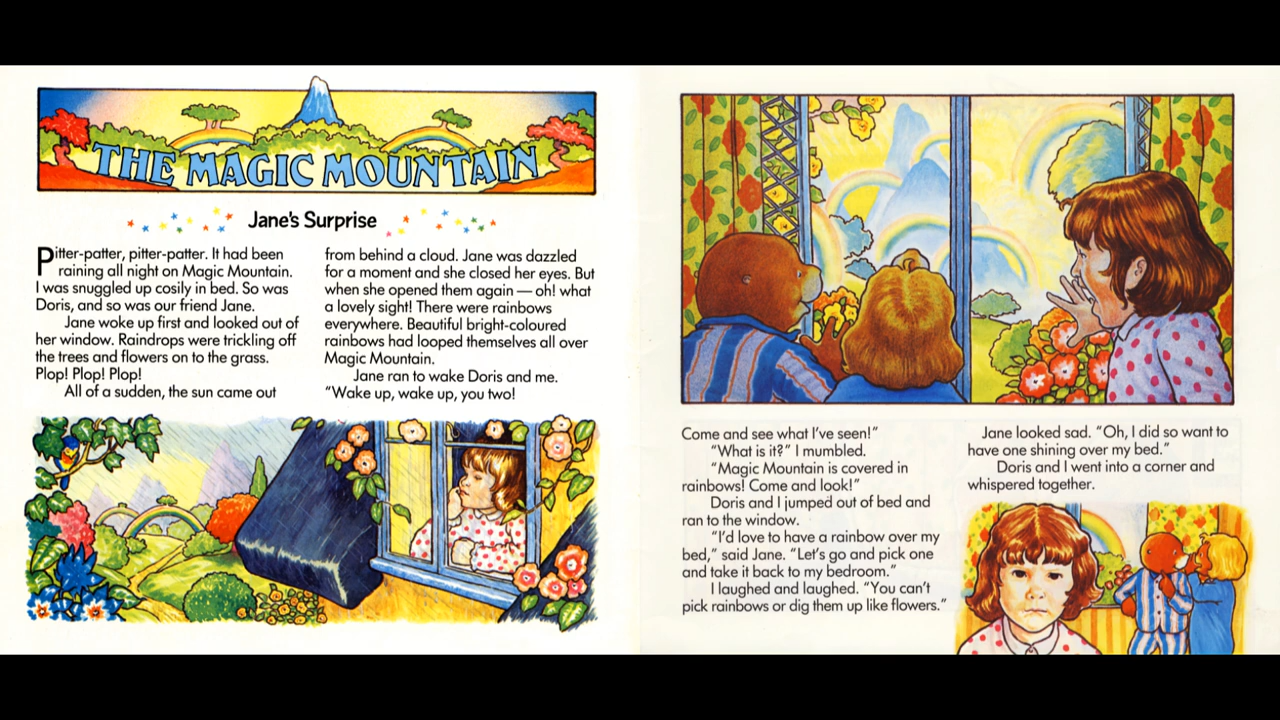 THE MAGIC MOUNTAIN
Jane's Surprise
Pitter-patter, pitter-patter. It had been
raining all night on Magic Mountain.
I was snuggled up cosily in bed. So was
Doris, and so was our friend Jane.
Jane woke up first and looked out of
her window. Raindrops were trickling off
the trees and flowers on to the grass.
Plop! Plop! Plop!
All of a sudden, the sun came out
from behind a cloud. Jane was dazzled
for a moment and she closed her eyes. But
when she opened them again — oh! what
a lovely sight! There were rainbows
everywhere. Beautiful bright-coloured
rainbows had looped themselves all over
Magic Mountain.
Jane ran to wake Doris and me.
"Wake up, wake up, you two!
Come and see what I've seen!"
"What is it?" I mumbled.
"Magic Mountain is covered in
rainbows! Come and look!"
Doris and I jumped out of bed and
ran to the window.
"I'd love to have a rainbow over my
bed," said Jane. "Let's go and pick one
and take it back to my bedroom."
I laughed and laughed. "You can't
pick rainbows or dig them up like flowers."
Jane looked sad. "Oh, I did so want to
have one shining over my bed."
Doris and I went into a corner and
whispered together.